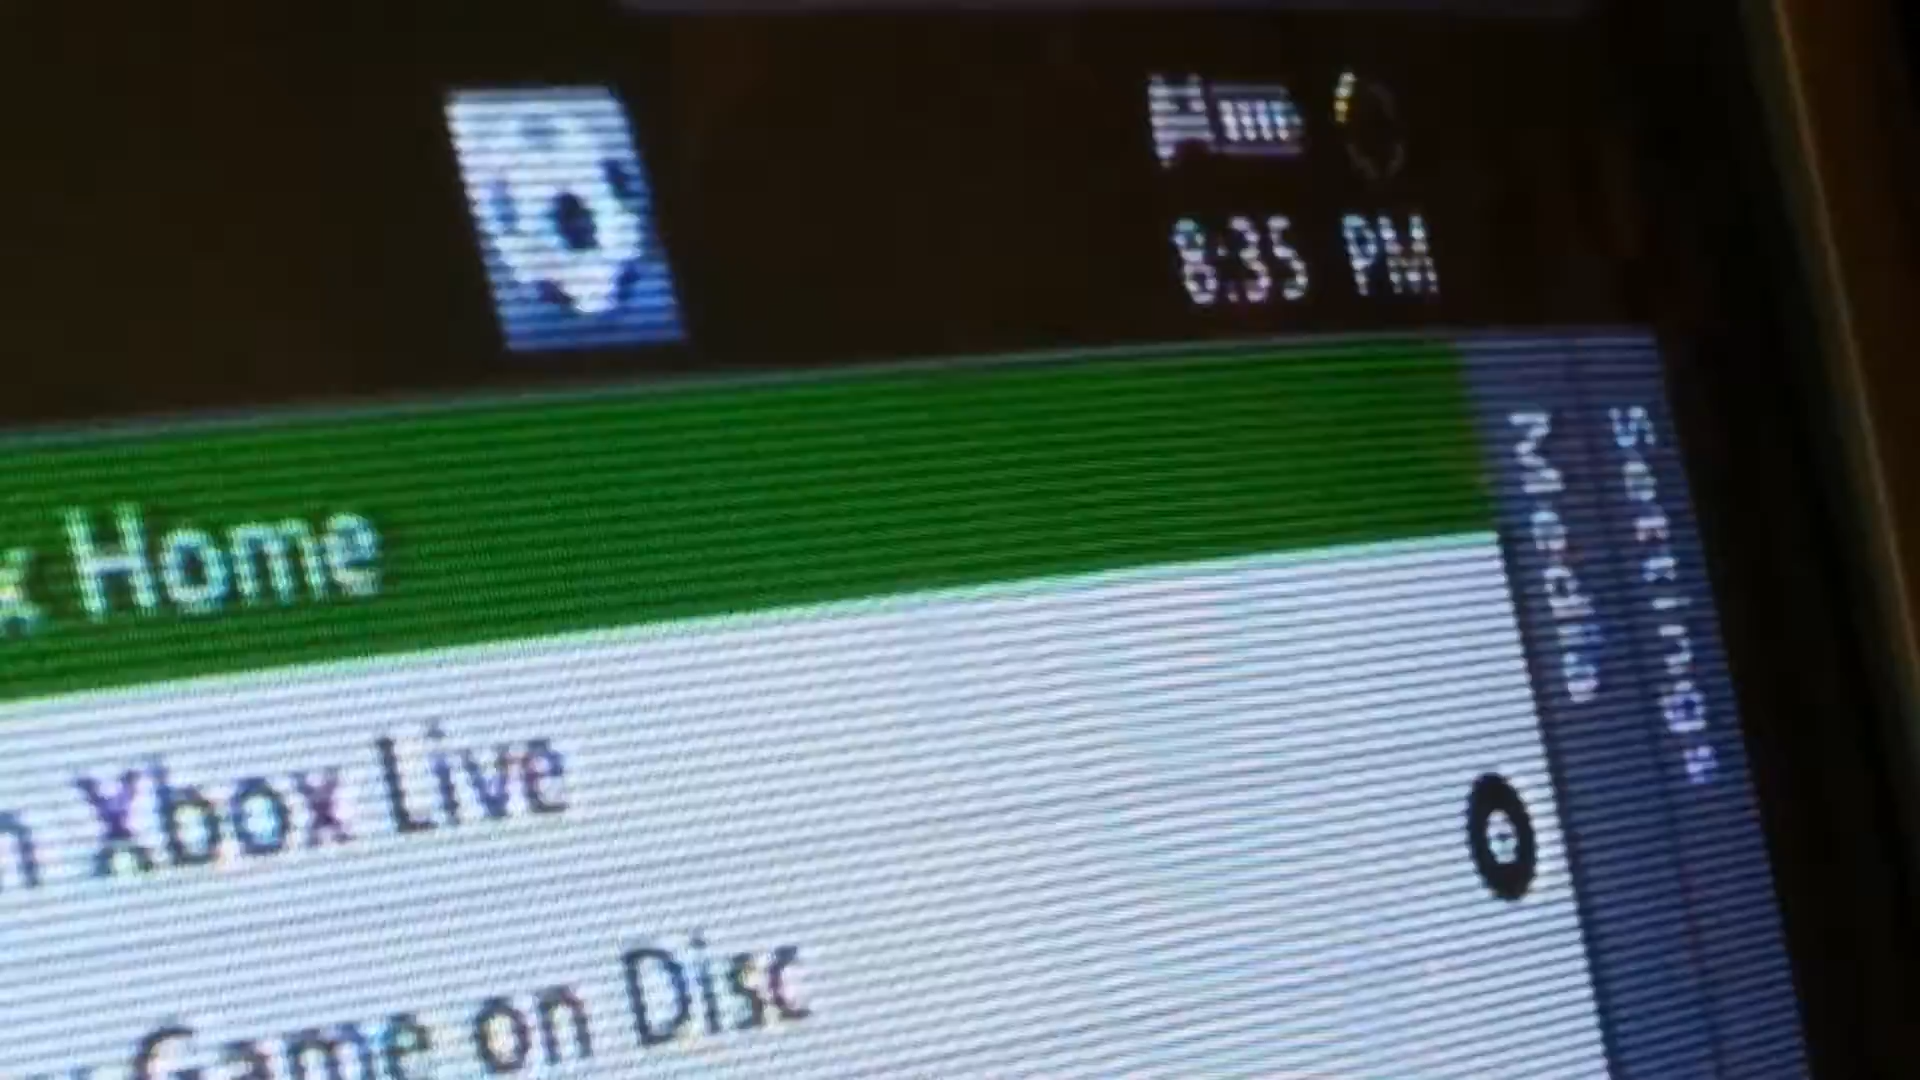 8:35 PM
Home
Xbox Live
Game on Disc
Media
Settings